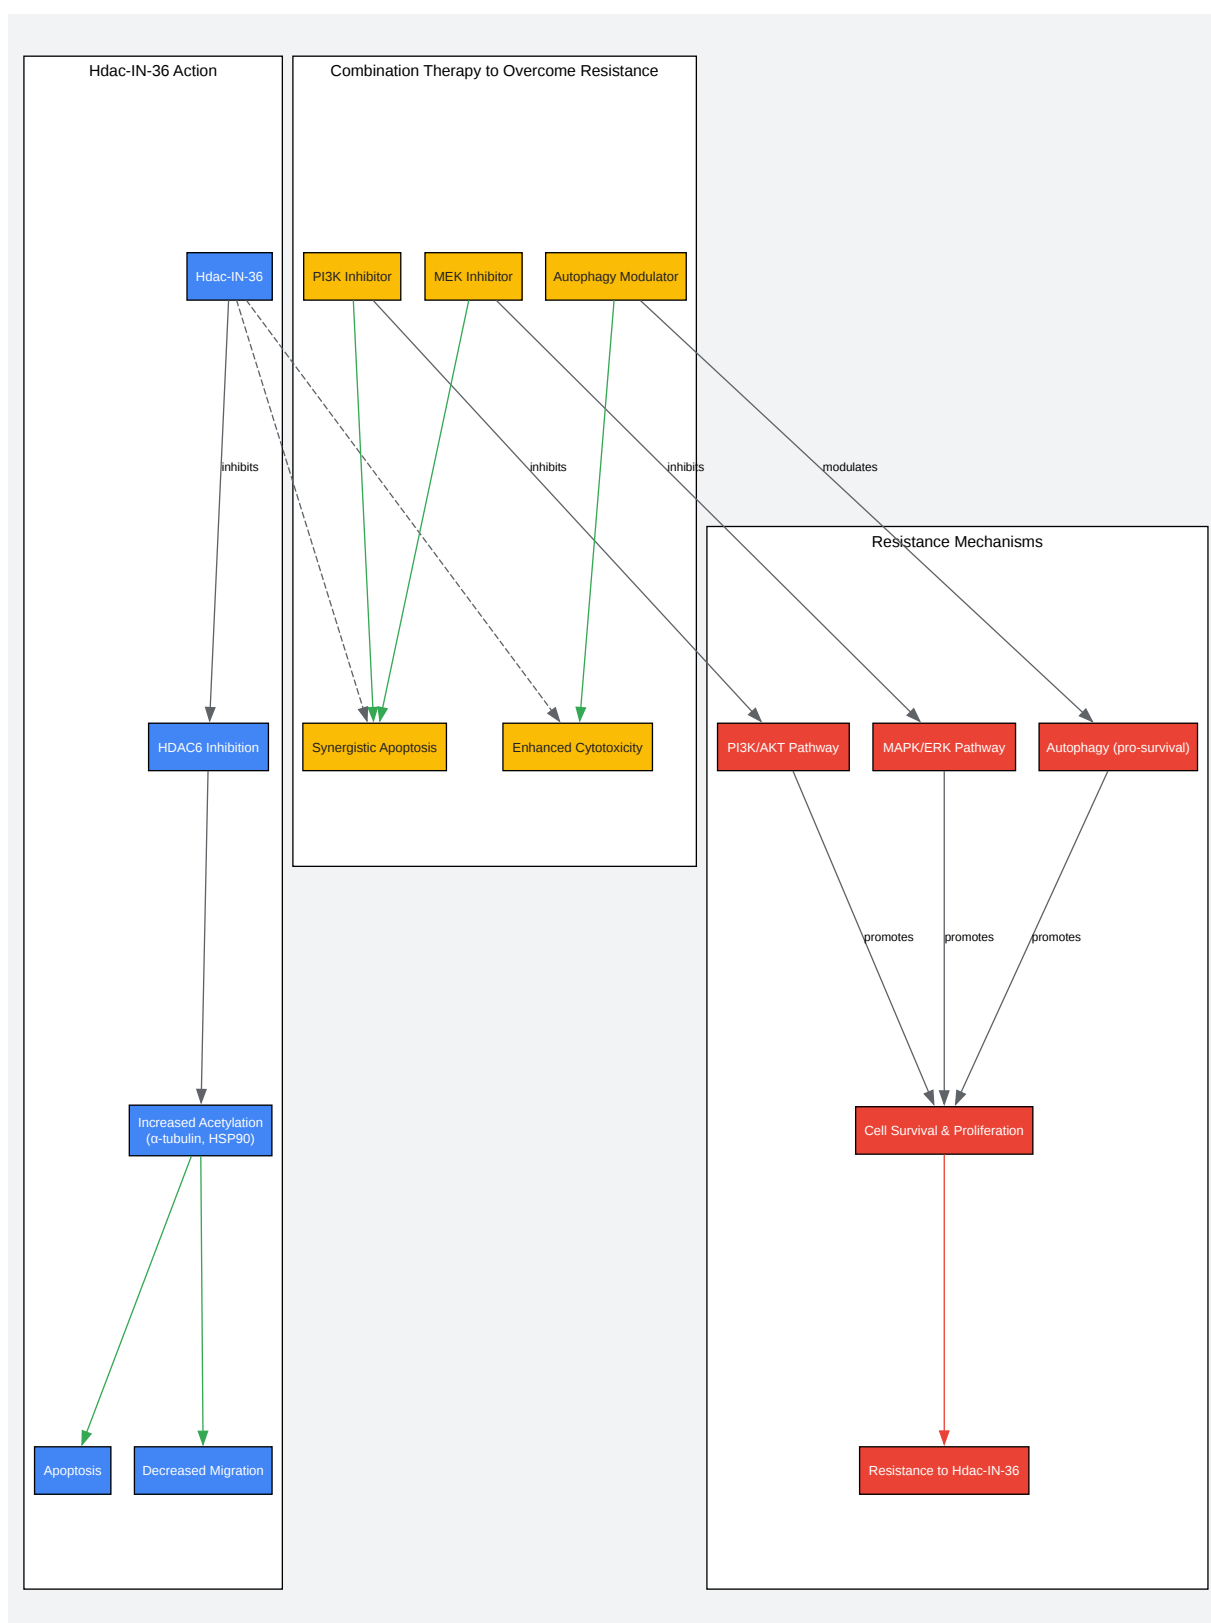 Hdac-IN-36 Action
Combination Therapy to Overcome Resistance
Hdac-IN-36
PI3K Inhibitor
MEK Inhibitor
Autophagy Modulator
inhibits
inhibits
inhibits
modulates
Resistance Mechanisms
HDAC6 Inhibition
Synergistic Apoptosis
Enhanced Cytotoxicity
PI3K/AKT Pathway
MAPK/ERK Pathway
Autophagy (pro-survival)
promotes
promotes
promotes
Increased Acetylation
(α-tubulin, HSP90)
Cell Survival & Proliferation
Apoptosis
Decreased Migration
Resistance to Hdac-IN-36